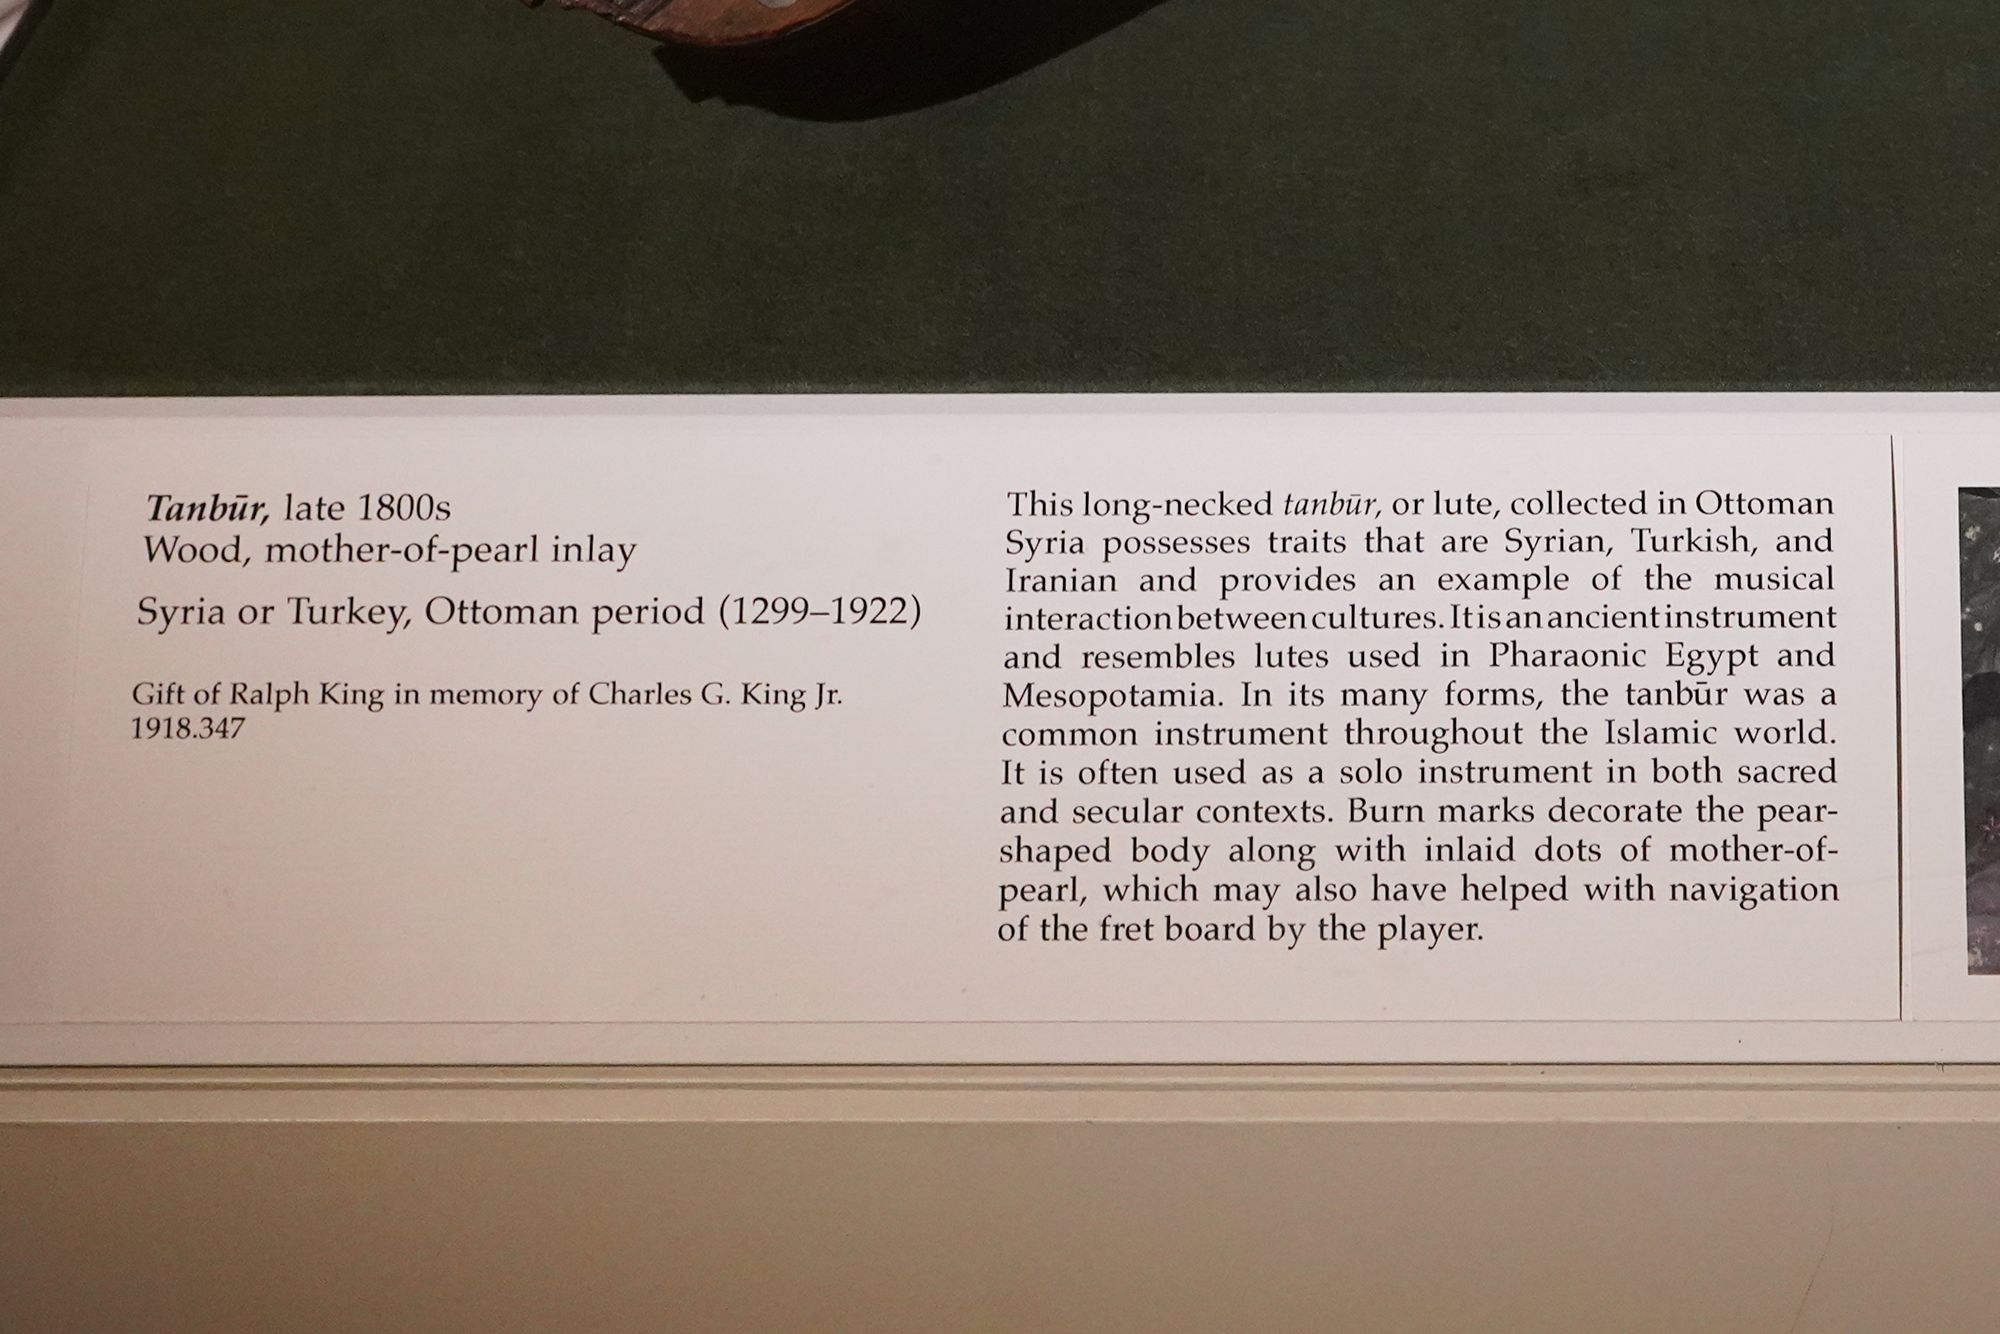 Tanbūr, late 1800s
Wood, mother-of-pearl inlay
Syria or Turkey, Ottoman period (1299–1922)
Gift of Ralph King in memory of Charles G. King Jr.
1918.347
This long-necked tanbūr, or lute, collected in Ottoman
Syria possesses traits that are Syrian, Turkish, and
Iranian and provides an example of the musical
interaction between cultures. It is an ancient instrument
and resembles lutes used in Pharaonic Egypt and
Mesopotamia. In its many forms, the tanbūr was a
common instrument throughout the Islamic world.
It is often used as a solo instrument in both sacred
and secular contexts. Burn marks decorate the pear-
shaped body along with inlaid dots of mother-of-
pearl, which may also have helped with navigation
of the fret board by the player.